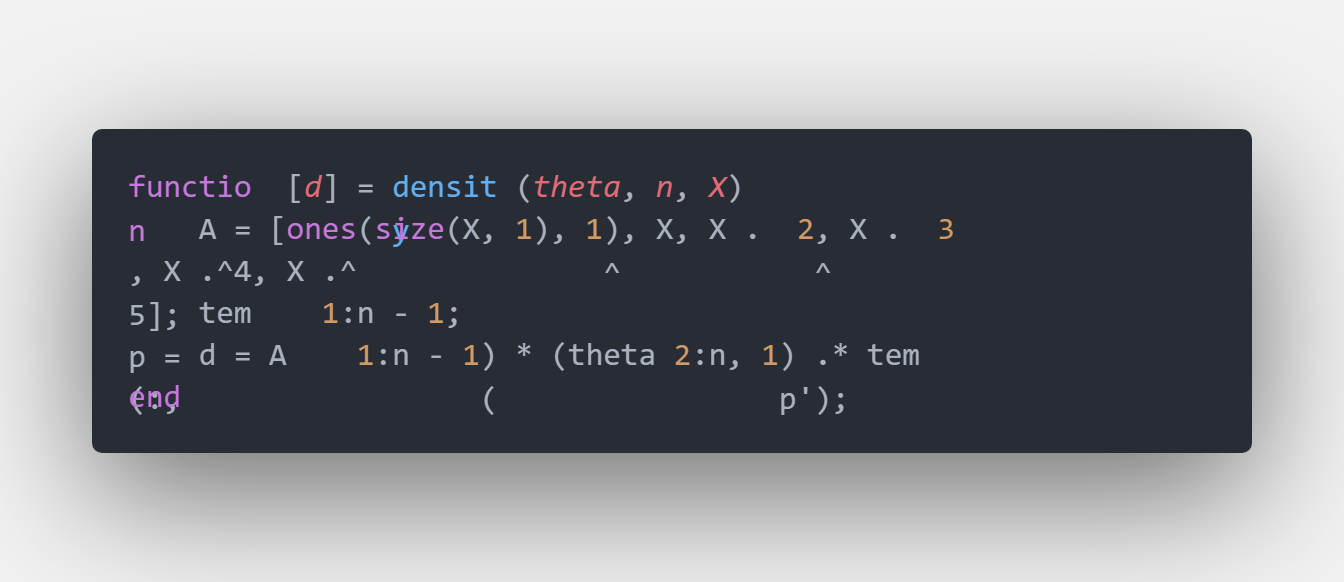 functio [d] = densit (theta, n, X)
n A = [ones(size(X, 1), 1), X, X . 2, X . 3
y
, X .^4, X .^ ^ ^
5]; tem 1:n - 1;
p = d = A 1:n - 1) * (theta 2:n, 1) .* tem
end
(:, ( p');